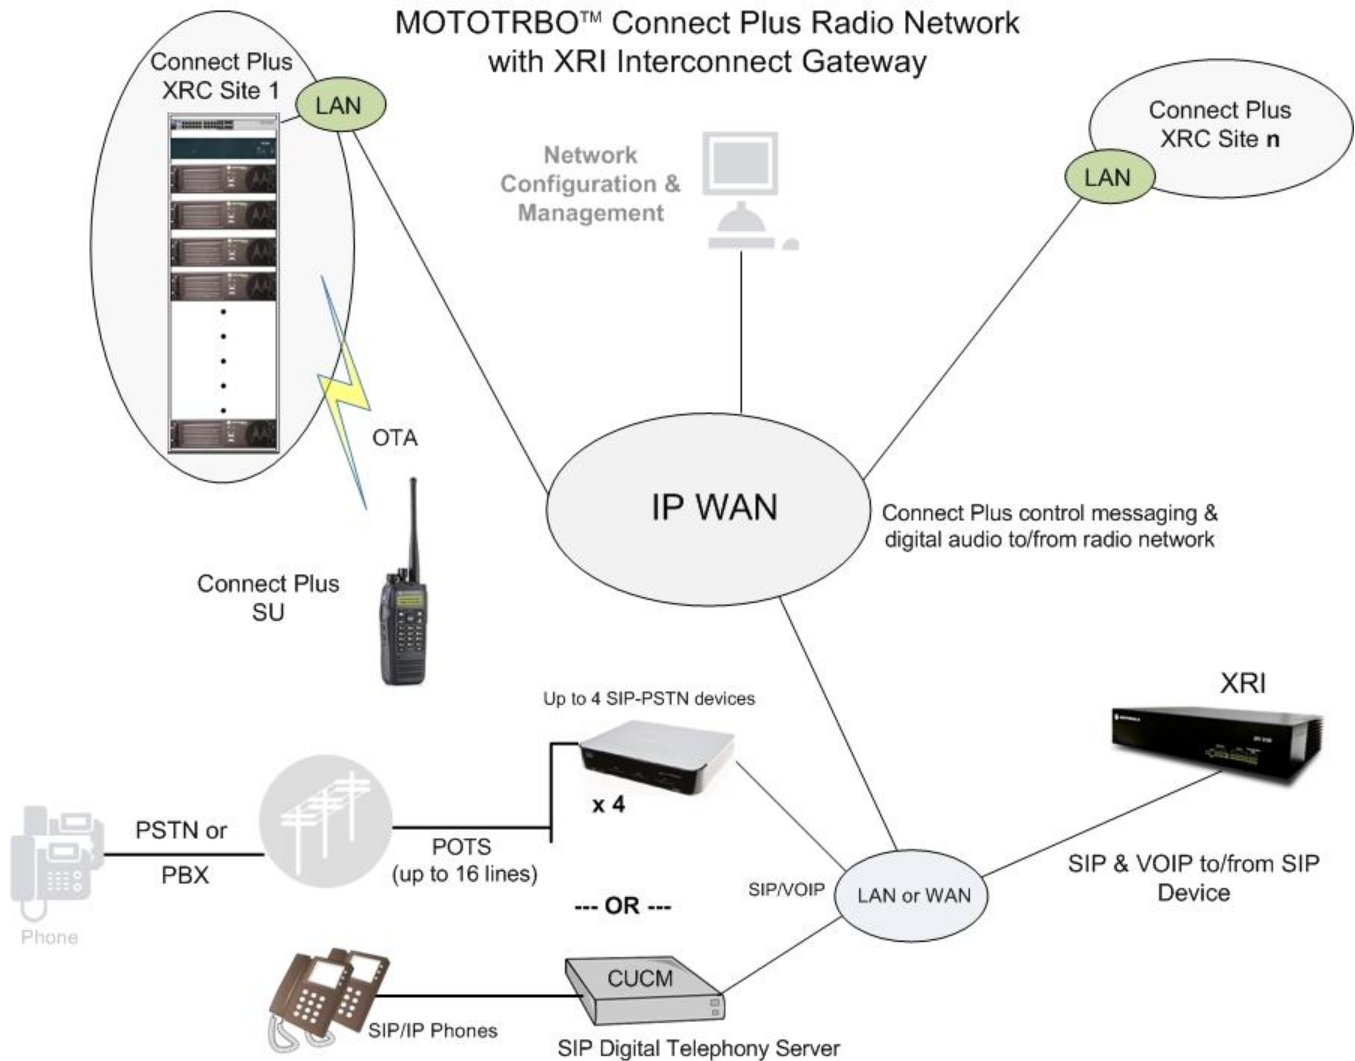 MOTOTRBO™ Connect Plus Radio Network
with XRI Interconnect Gateway
Connect Plus
XRC Site 1
LAN
Network
Configuration &
Management
Connect Plus
XRC Site n
LAN
OTA
IP WAN
Connect Plus control messaging &
digital audio to/from radio network
Connect Plus
SU
Up to 4 SIP-PSTN devices
XRI
x 4
PSTN or
PBX
POTS
(up to 16 lines)
Phone
SIP/VOIP
LAN or WAN
SIP & VOIP to/from SIP
Device
--- OR ---
CUCM
SIP/IP Phones
SIP Digital Telephony Server